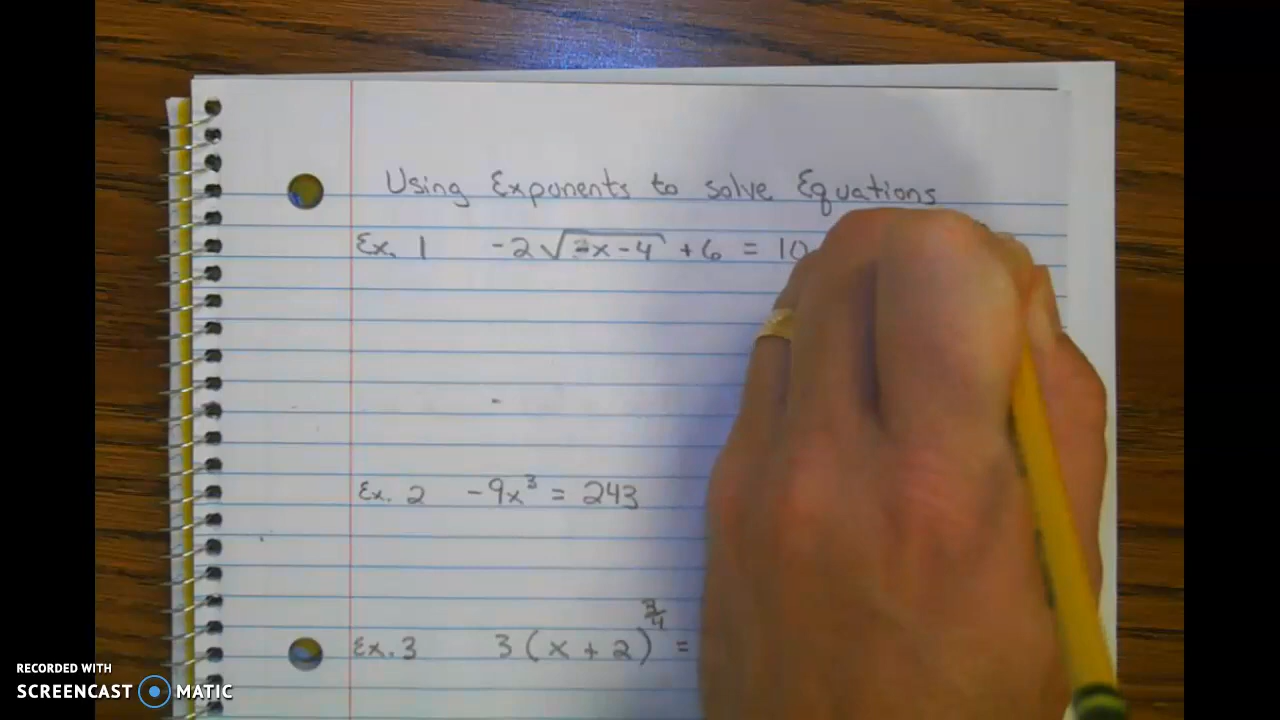 Using Exponents to solve Equations
Ex. 1 -2√(3x-4) +6 = 10
Ex. 2 -9x³ = 243
Ex. 3 3(x+2)^(3/4) =
RECORDED WITH
SCREENCAST MATIC